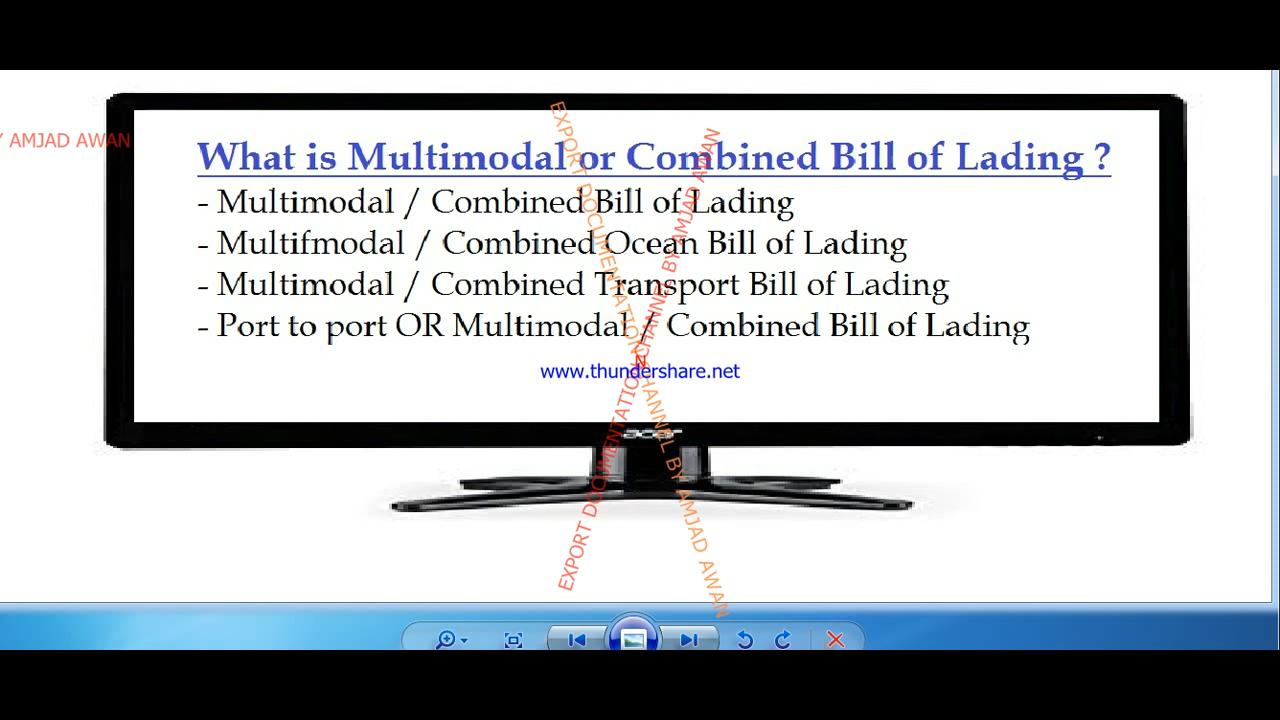 Y AMJAD AWAN
What is Multimodal or Combined Bill of Lading ?
- Multimodal / Combined Bill of Lading
- Multifmodal / Combined Ocean Bill of Lading
- Multimodal / Combined Transport Bill of Lading
- Port to port OR Multimodal / Combined Bill of Lading
www.thundershare.net
acer
EXPORT DOCUMENTATION CHANNEL BY AMJAD AWAN
EXPORT DOCUMENTATION CHANNEL BY AMJAD AWAN